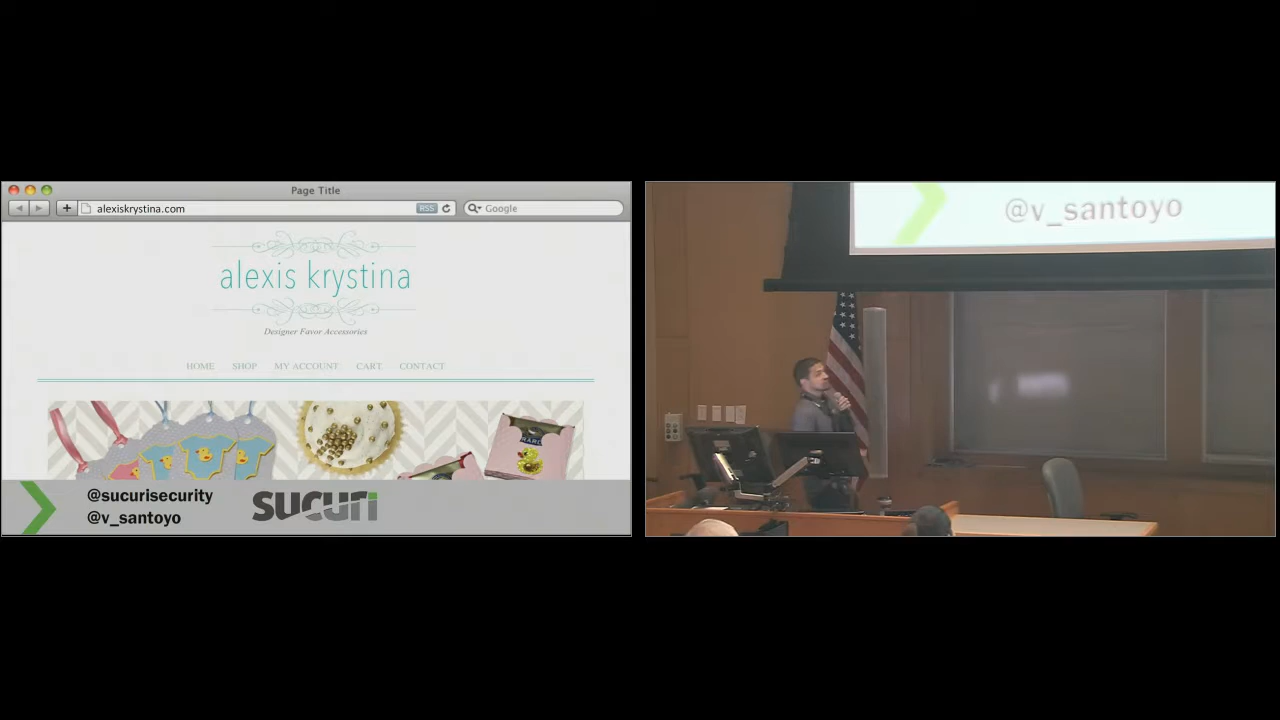 Page Title
alexiskrystina.com
RSS
Google
alexis krystina
Designer Favor Accessories
HOME SHOP MY ACCOUNT CART CONTACT
@sucurisecurity
@v_santoyo
sucuri
@v_santoyo